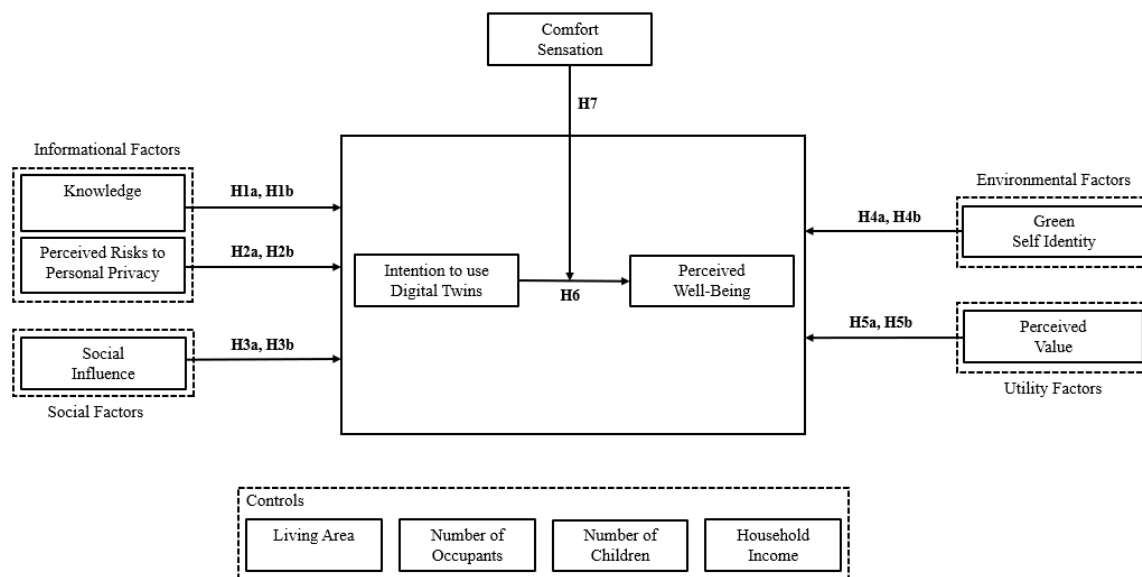 Comfort
Sensation
H7
Informational Factors
Knowledge
H1a, H1b
Perceived Risks to
Personal Privacy
H2a, H2b
Social
Influence
H3a, H3b
Social Factors
Intention to use
Digital Twins
H6
Perceived
Well-Being
Environmental Factors
H4a, H4b
Green
Self Identity
H5a, H5b
Perceived
Value
Utility Factors
Controls
Living Area
Number of
Occupants
Number of
Children
Household
Income